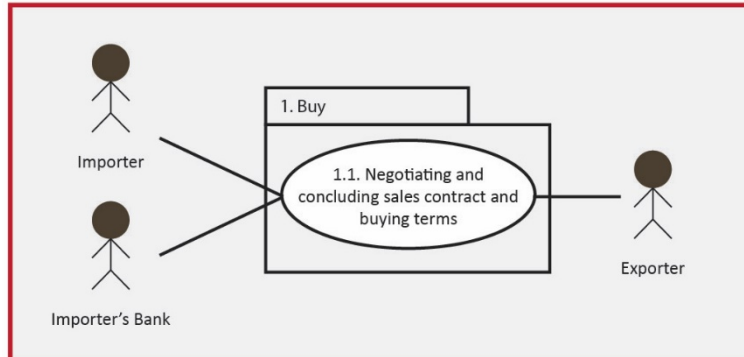 1. Buy
Importer
1.1. Negotiating and
concluding sales contract and
buying terms
Exporter
Importer's Bank